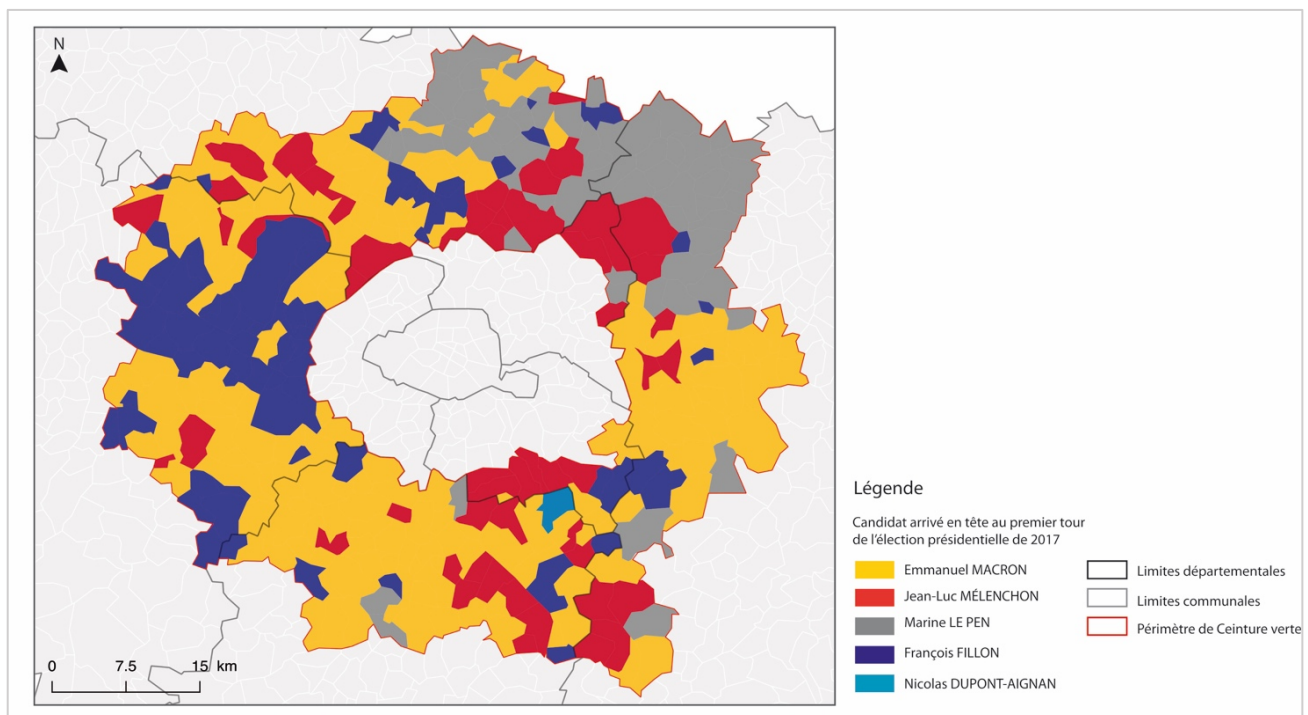 N
0 7.5 15 km
Légende
Candidat arrivé en tête au premier tour
de l'élection présidentielle de 2017
Emmanuel MACRON
Jean-Luc MÉLENCHON
Marine LE PEN
François FILLON
Nicolas DUPONT-AIGNAN
Limites départementales
Limites communales
Périmètre de Ceinture verte